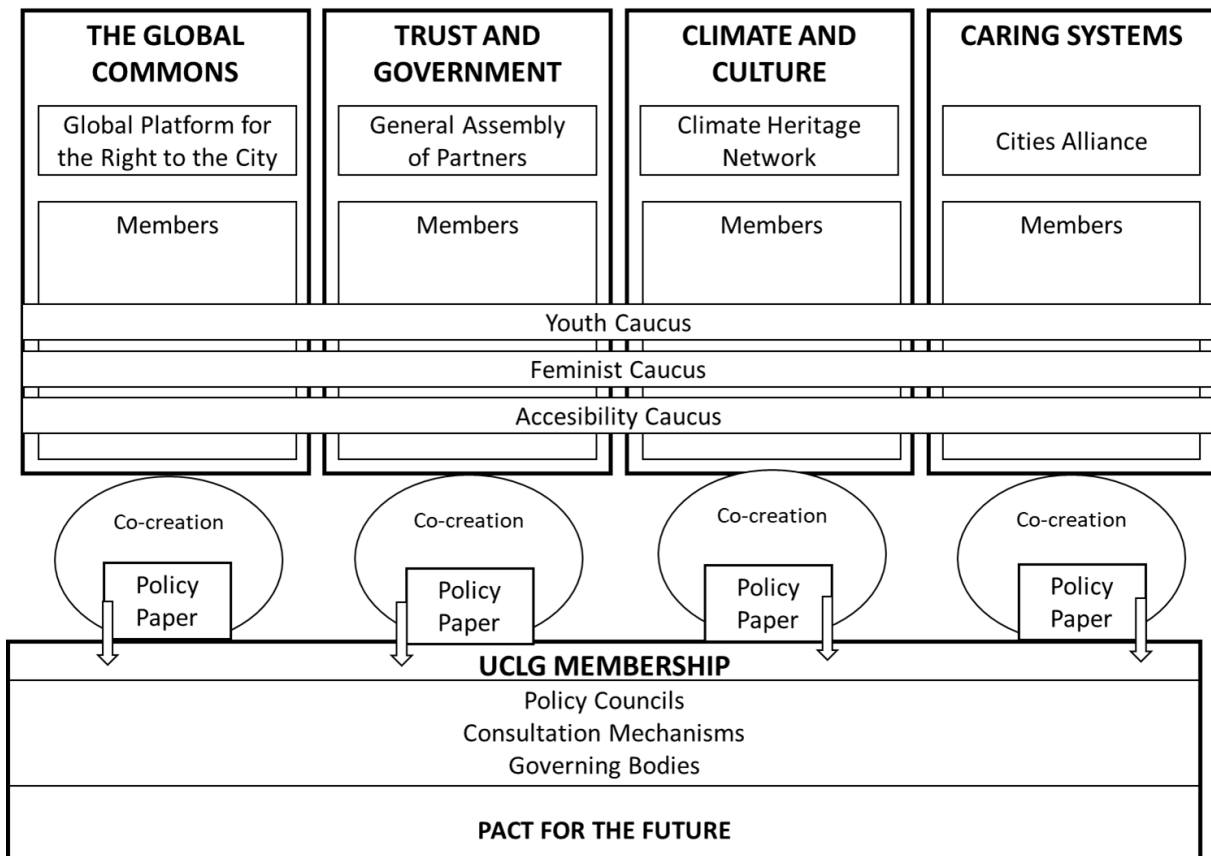 THE GLOBAL
COMMONS
TRUST AND
GOVERNMENT
CLIMATE AND
CULTURE
CARING SYSTEMS
Global Platform for
the Right to the City
General Assembly
of Partners
Climate Heritage
Network
Cities Alliance
Members
Members
Members
Members
Youth Caucus
Feminist Caucus
Accesibility Caucus
Co-creation
Co-creation
Co-creation
Co-creation
Policy
Paper
Policy
Paper
Policy
Paper
Policy
Paper
UCLG MEMBERSHIP
Policy Councils
Consultation Mechanisms
Governing Bodies
PACT FOR THE FUTURE